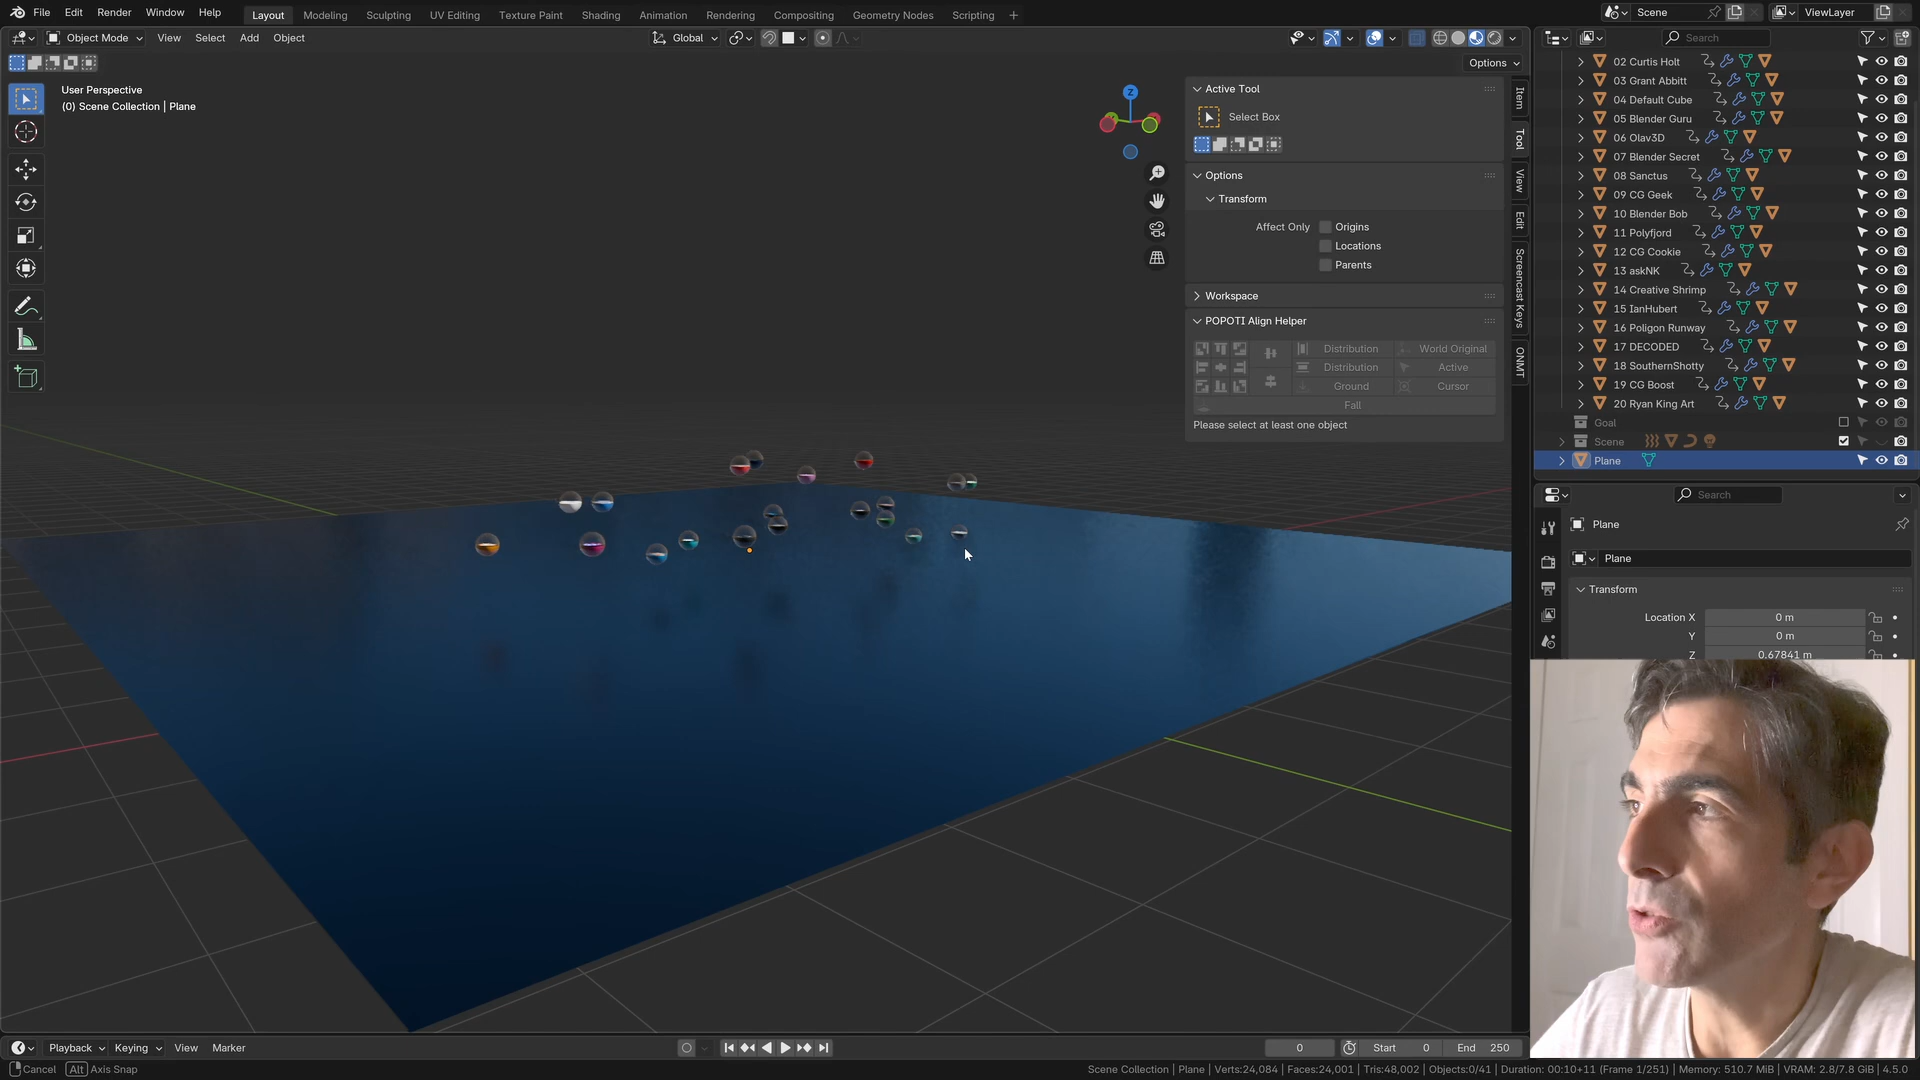 File Edit Render Window Help
Layout Modeling Sculpting UV Editing Texture Paint Shading Animation Rendering Compositing Geometry Nodes Scripting
Scene ViewLayer
Object Mode View Select Add Object
Global
Search
Options
User Perspective
(0) Scene Collection | Plane
Z
Active Tool
Select Box
Options
Transform
Affect Only Origins
Locations
Parents
Workspace
POPOTI Align Helper
Distribution World Original
Distribution Active
Ground Cursor
Fall
Please select at least one object
Item
Tool
View
Edit
Screencast Keys
ONMT
02 Curtis Holt
03 Grant Abbitt
04 Default Cube
05 Blender Guru
06 Olav3D
07 Blender Secret
08 Sanctus
09 CG Geek
10 Blender Bob
11 Polyfjord
12 CG Cookie
13 askNK
14 Creative Shrimp
15 IanHubert
16 Poligon Runway
17 DECODED
18 SouthernShotty
19 CG Boost
20 Ryan King Art
Goal
Scene
Plane
Search
Plane
Plane
Transform
Location X 0 m
Y 0 m
Z 0.67841 m
Playback Keying View Marker
0 Start 0 End 250
Cancel Alt Axis Snap
Scene Collection | Plane | Verts:24,084 | Faces:24,001 | Tris:48,002 | Objects:0/41 | Duration: 00:10+11 (Frame 1/251) | Memory: 510.7 MiB | VRAM: 2.8/7.8 GiB | 4.5.0